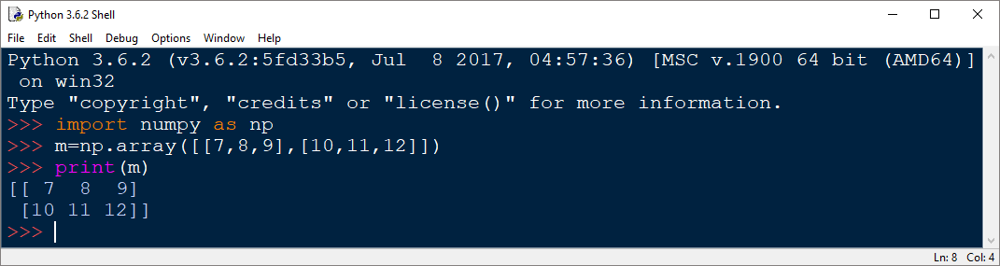 Python 3.6.2 Shell
File Edit Shell Debug Options Window Help
Python 3.6.2 (v3.6.2:5fd33b5, Jul  8 2017, 04:57:36) [MSC v.1900 64 bit (AMD64)]
 on win32
Type "copyright", "credits" or "license()" for more information.
>>> import numpy as np
>>> m=np.array([[7,8,9],[10,11,12]])
>>> print(m)
[[ 7  8  9]
 [10 11 12]]
>>>
Ln: 8 Col: 4